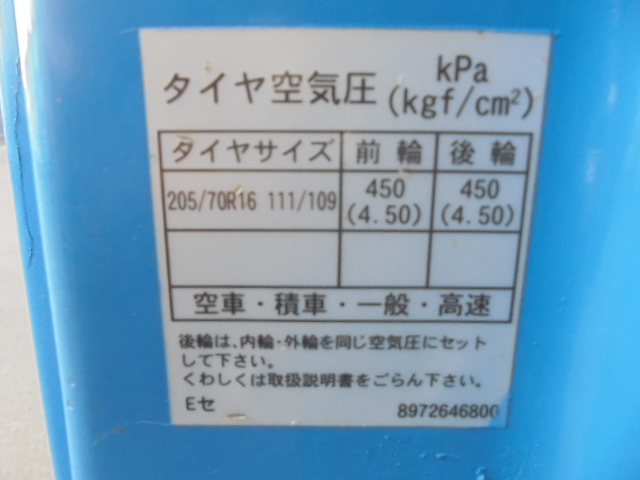 タイヤ空気圧 kPa
(kgf/cm²)
タイヤサイズ 前輪 後輪
205/70R16 111/109 450 (4.50) 450 (4.50)
空車・積車・一般・高速
後輪は、内輪・外輪を同じ空気圧にセット
して下さい。
くわしくは取扱説明書をごらん下さい。
Eセ 8972646800